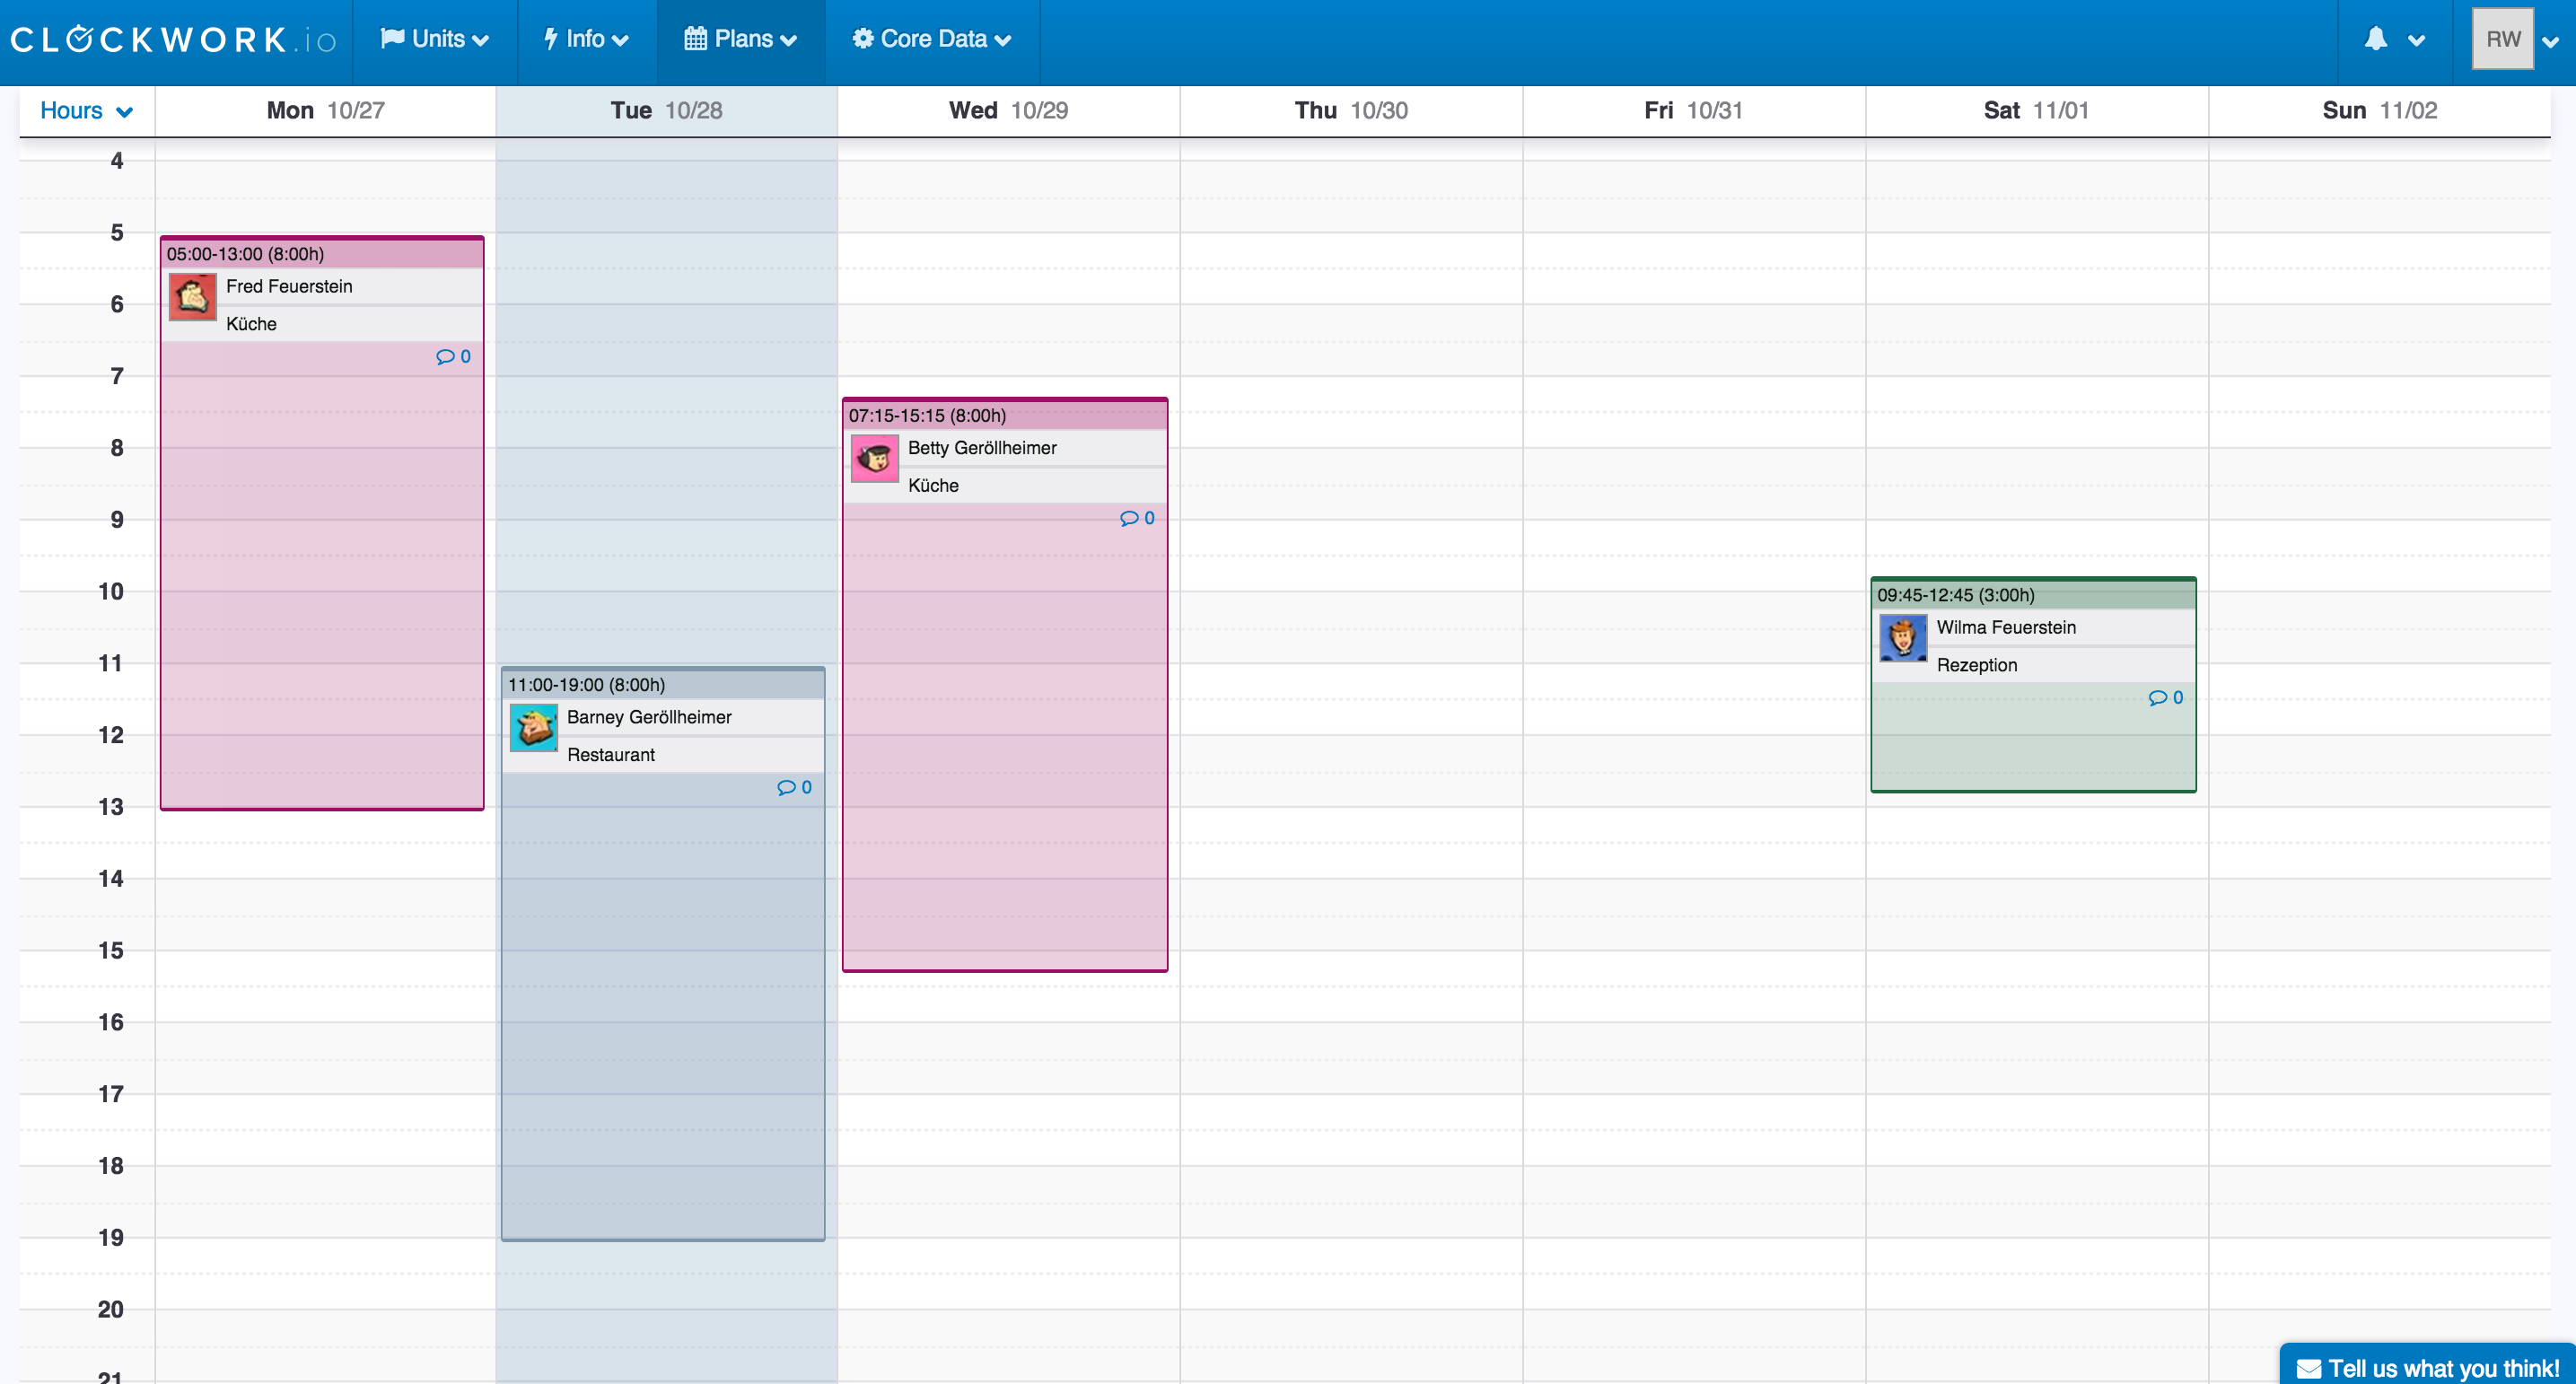 CLOCKWORK.io Units Info Plans Core Data RW
Hours Mon 10/27 Tue 10/28 Wed 10/29 Thu 10/30 Fri 10/31 Sat 11/01 Sun 11/02
4
5
05:00-13:00 (8:00h)
Fred Feuerstein
6
Küche
0
7
07:15-15:15 (8:00h)
8
Betty Geröllheimer
Küche
9
0
10
09:45-12:45 (3:00h)
Wilma Feuerstein
11
Rezeption
11:00-19:00 (8:00h)
0
Barney Geröllheimer
12
Restaurant
0
13
14
15
16
17
18
19
20
21
Tell us what you think!